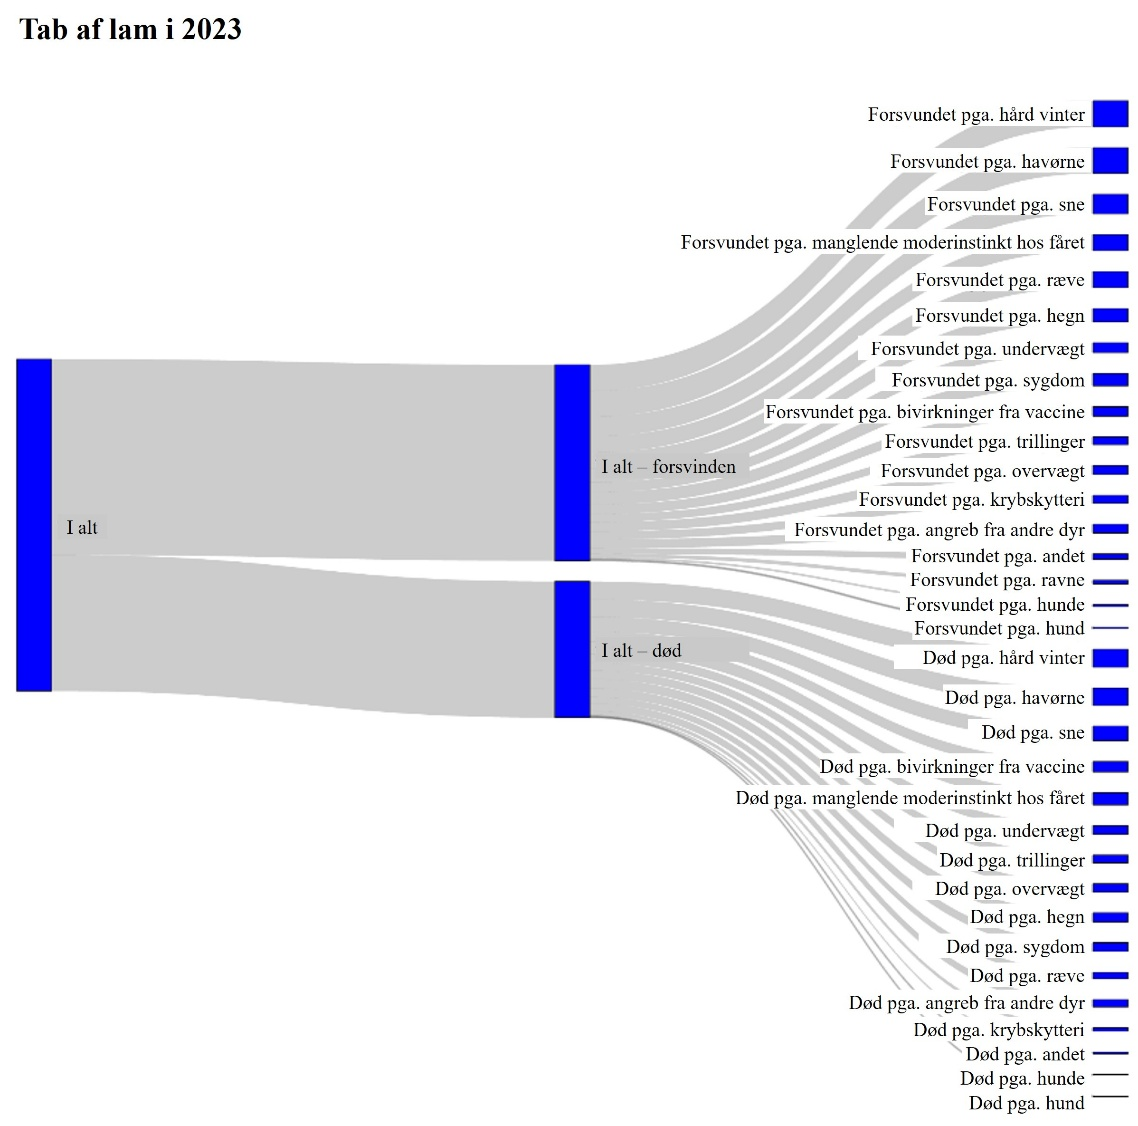 Tab af lam i 2023
Forsvundet pga. hård vinter
Forsvundet pga. havørne
Forsvundet pga. sne
Forsvundet pga. manglende moderinstinkt hos fåret
Forsvundet pga. ræve
Forsvundet pga. hegn
Forsvundet pga. undervægt
Forsvundet pga. sygdom
Forsvundet pga. bivirkninger fra vaccine
Forsvundet pga. trillinger
I alt – forsvinden
Forsvundet pga. overvægt
Forsvundet pga. krybskytteri
I alt
Forsvundet pga. angreb fra andre dyr
Forsvundet pga. andet
Forsvundet pga. ravne
Forsvundet pga. hunde
Forsvundet pga. hund
I alt – død
Død pga. hård vinter
Død pga. havørne
Død pga. sne
Død pga. bivirkninger fra vaccine
Død pga. manglende moderinstinkt hos fåret
Død pga. undervægt
Død pga. trillinger
Død pga. overvægt
Død pga. hegn
Død pga. sygdom
Død pga. ræve
Død pga. angreb fra andre dyr
Død pga. krybskytteri
Død pga. andet
Død pga. hunde
Død pga. hund